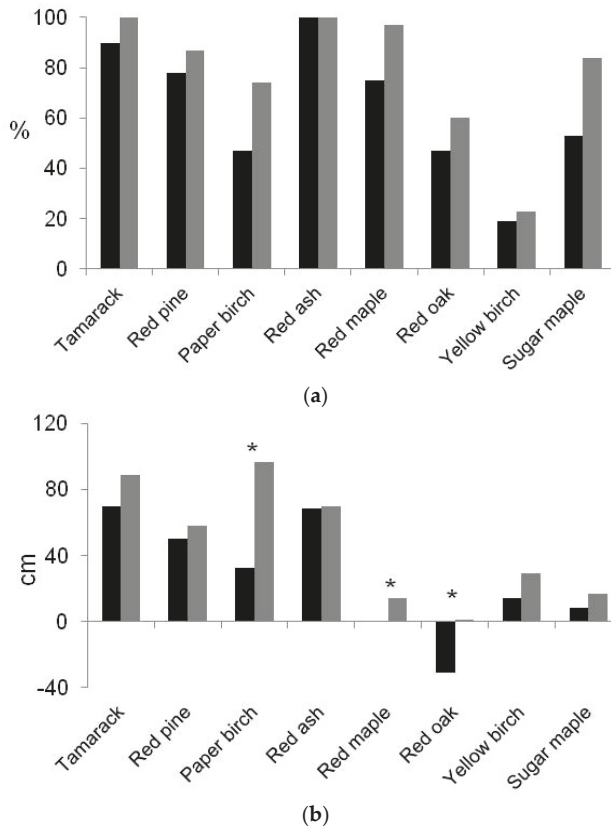 100
80
60
%
40
20
0
Tamarack
Red pine
Paper birch
Red ash
Red maple
Red oak
Yellow birch
Sugar maple
(a)
120
*
80
cm
40
*
*
0
-40
Tamarack
Red pine
Paper birch
Red ash
Red maple
Red oak
Yellow birch
Sugar maple
(b)